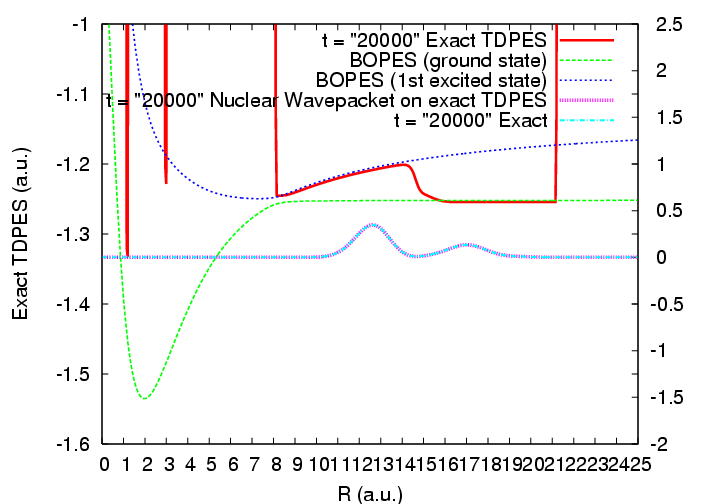 -1
-1.1
-1.2
-1.3
-1.4
-1.5
-1.6
Exact TDPES (a.u.)
t = "20000" Exact TDPES
BOPES (ground state)
BOPES (1st excited state)
t = "20000" Nuclear Wavepacket on exact TDPES
t = "20000" Exact
2.5
2
1.5
1
0.5
0
-0.5
-1
-1.5
-2
0 1 2 3 4 5 6 7 8 9 10 11 12 13 14 15 16 17 18 19 20 21 22 23 24 25
R (a.u.)